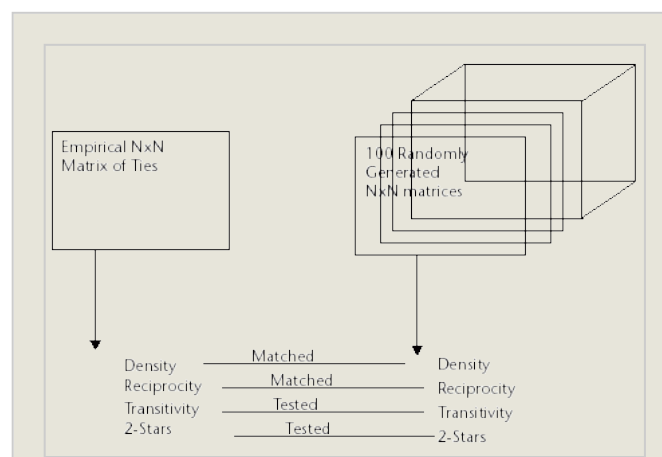 Empirical NxN
Matrix of Ties
100 Randomly
Generated
NxN matrices
Density
Matched
Density
Reciprocity
Matched
Reciprocity
Transitivity
Tested
Transitivity
2-Stars
Tested
2-Stars